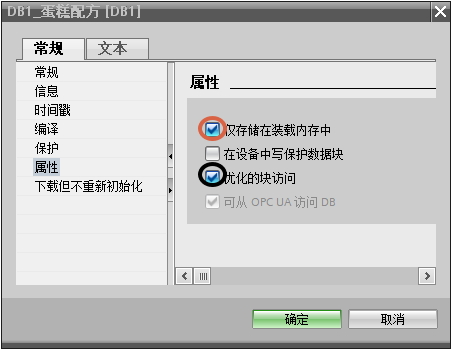 DB1_蛋糕配方 [DB1]
常规
文本
常规
信息
时间戳
编译
保护
属性
下载但不重新初始化
属性
仅存储在装载内存中
在设备中写保护数据块
优化的块访问
可从 OPC UA 访问 DB
确定
取消